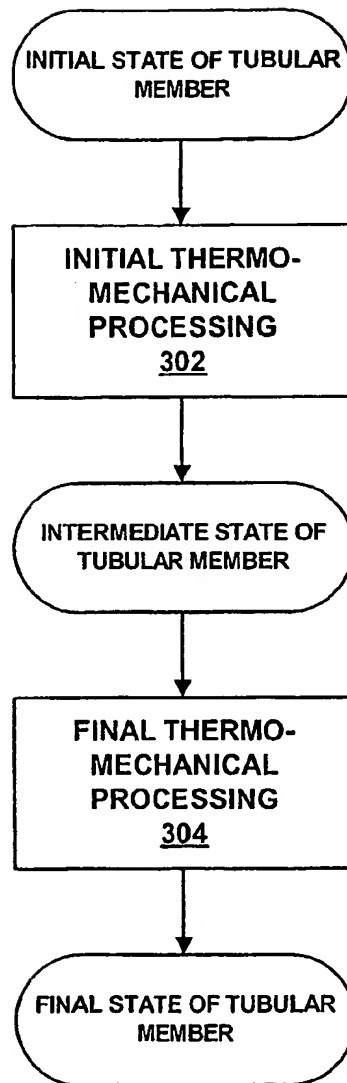 INITIAL STATE OF TUBULAR
MEMBER
INITIAL THERMO-
MECHANICAL
PROCESSING
302
INTERMEDIATE STATE OF
TUBULAR MEMBER
FINAL THERMO-
MECHANICAL
PROCESSING
304
FINAL STATE OF TUBULAR
MEMBER